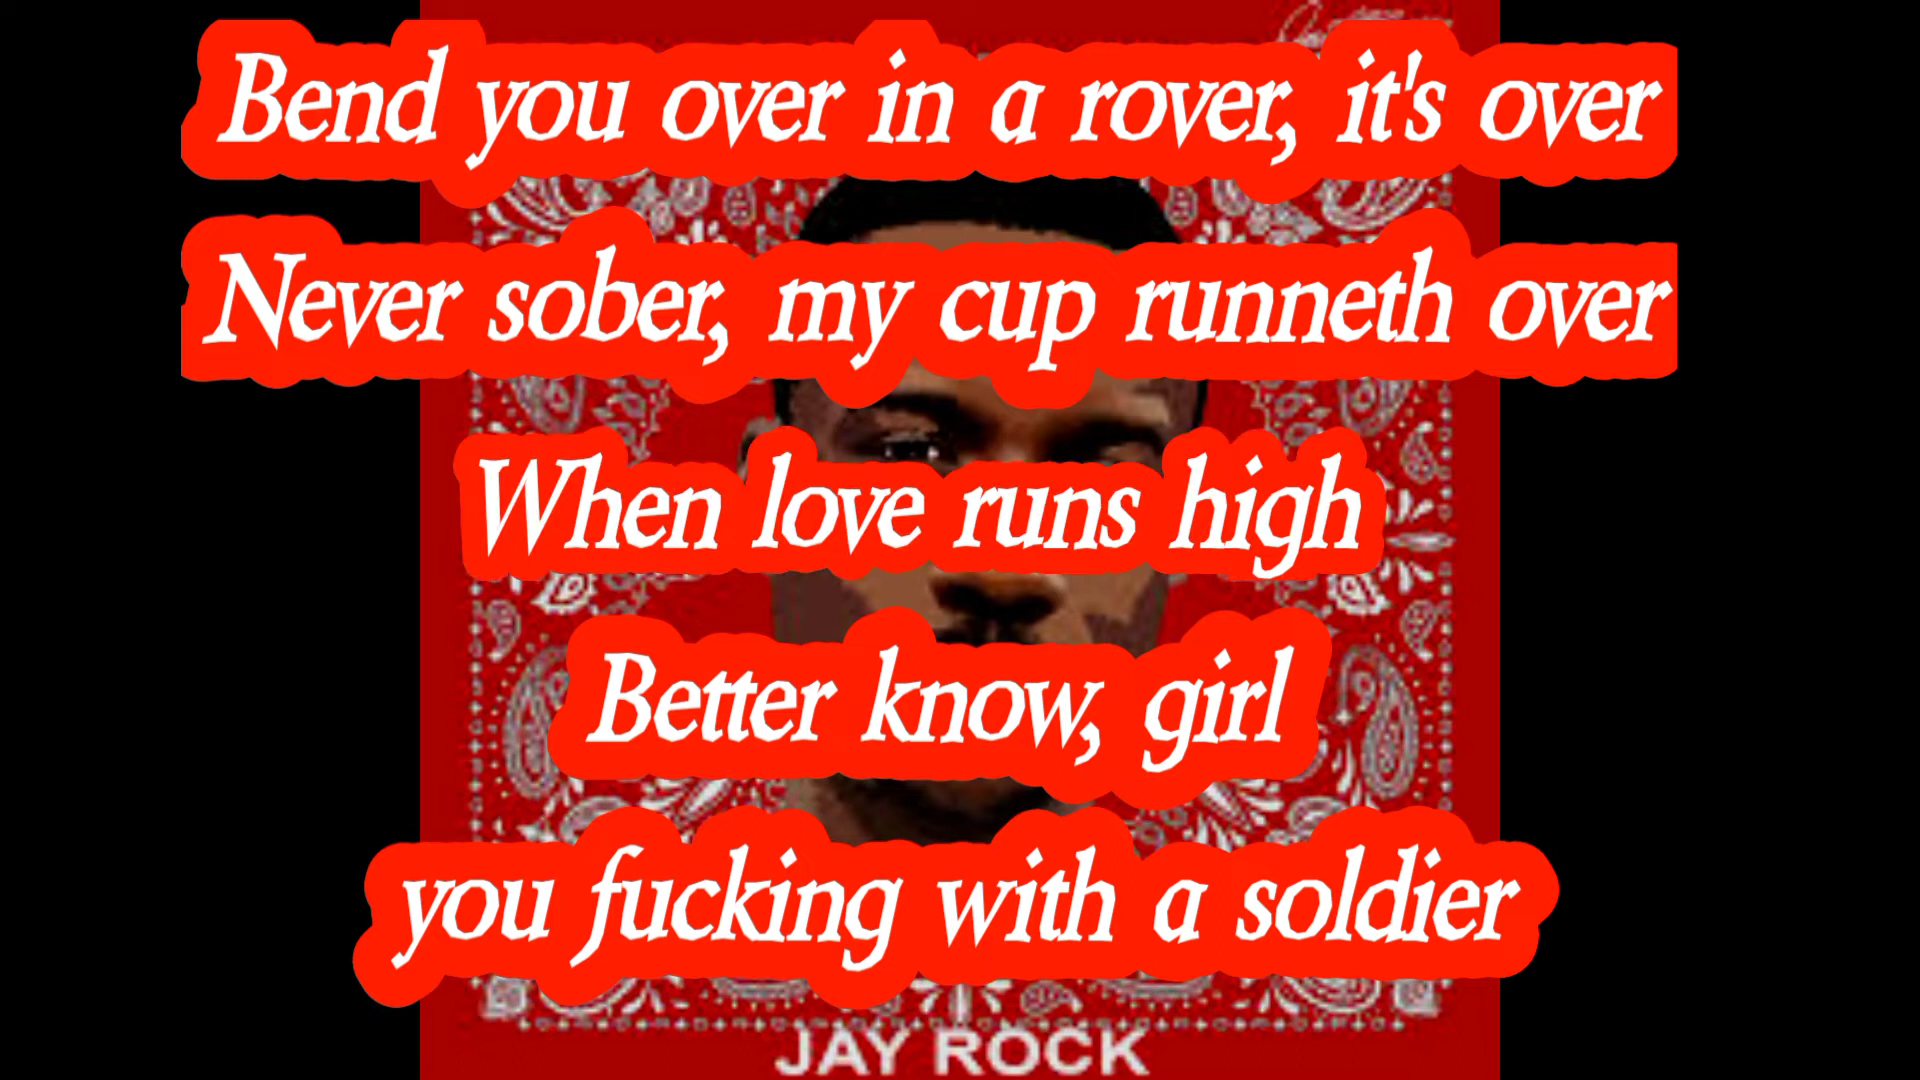 Bend you over in a rover, it's over
Never sober, my cup runneth over
When love runs high
Better know, girl
you fucking with a soldier
JAY ROCK